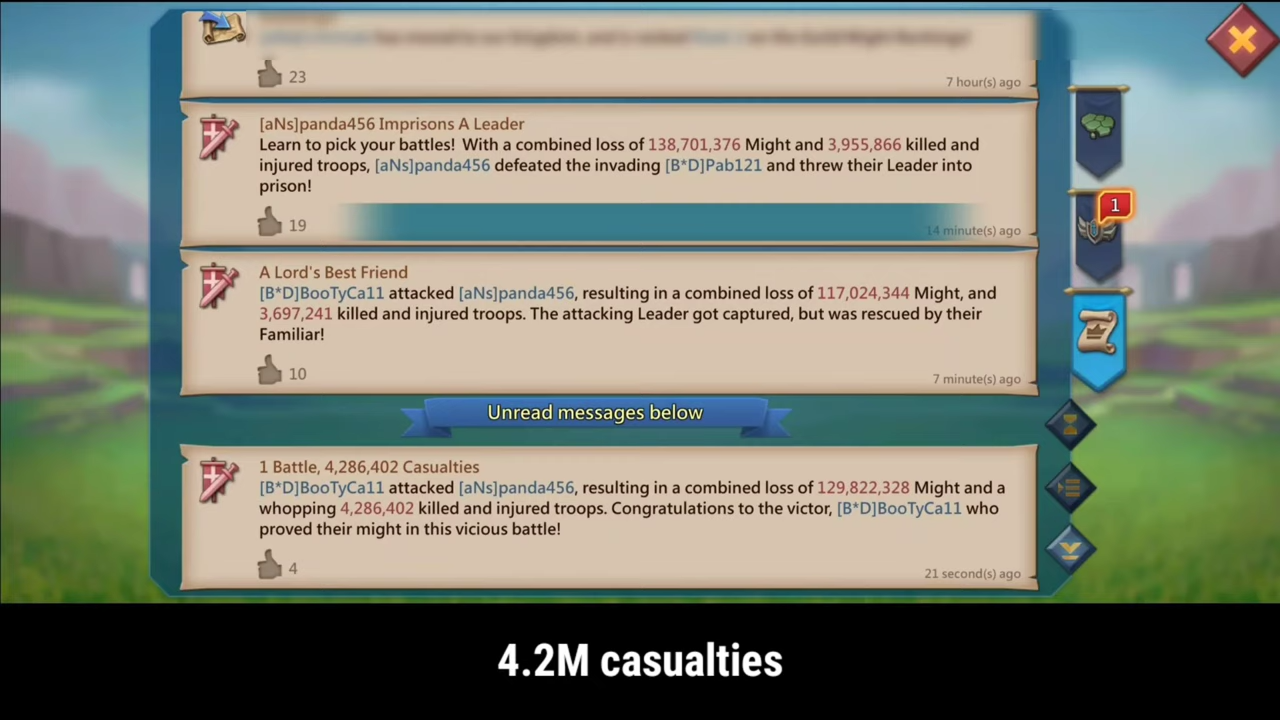 23
7 hour(s) ago
[aNs]panda456 Imprisons A Leader
Learn to pick your battles! With a combined loss of 138,701,376 Might and 3,955,866 killed and
injured troops, [aNs]panda456 defeated the invading [B*D]Pab121 and threw their Leader into
prison!
19
14 minute(s) ago
A Lord's Best Friend
[B*D]BooTyCa11 attacked [aNs]panda456, resulting in a combined loss of 117,024,344 Might, and
3,697,241 killed and injured troops. The attacking Leader got captured, but was rescued by their
Familiar!
10
7 minute(s) ago
Unread messages below
1 Battle, 4,286,402 Casualties
[B*D]BooTyCa11 attacked [aNs]panda456, resulting in a combined loss of 129,822,328 Might and a
whopping 4,286,402 killed and injured troops. Congratulations to the victor, [B*D]BooTyCa11 who
proved their might in this vicious battle!
4
21 second(s) ago
1
4.2M casualties